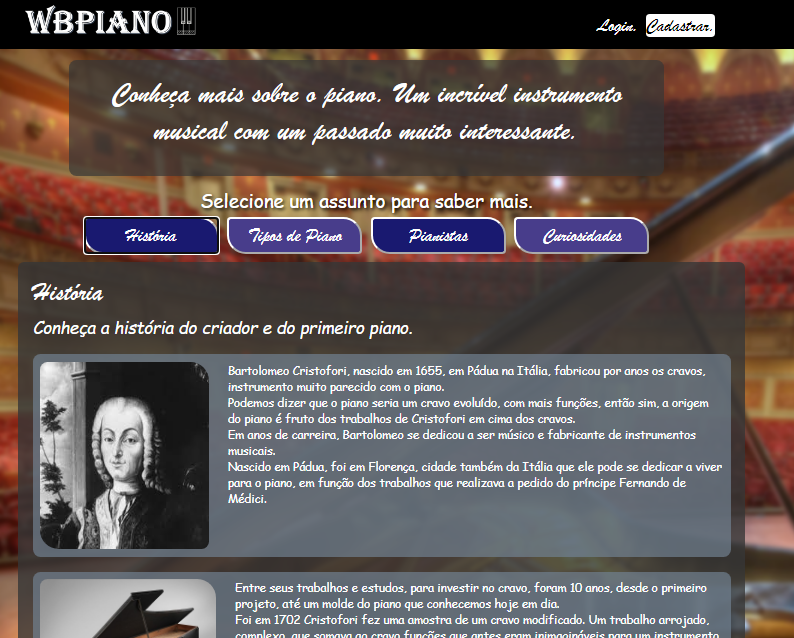 WBPIANO
Login. Cadastrar.
Conheça mais sobre o piano. Um incrível instrumento
musical com um passado muito interessante.
Selecione um assunto para saber mais.
História Tipos de Piano Pianistas Curiosidades
História
Conheça a história do criador e do primeiro piano.
Bartolomeo Cristofori, nascido em 1655, em Pádua na Itália, fabricou por anos os cravos,
instrumento muito parecido com o piano.
Podemos dizer que o piano seria um cravo evoluído, com mais funções, então sim, a origem
do piano é fruto dos trabalhos de Cristofori em cima dos cravos.
Em anos de carreira, Bartolomeo se dedicou a ser músico e fabricante de instrumentos
musicais.
Nascido em Pádua, foi em Florença, cidade também da Itália que ele pode se dedicar a viver
para o piano, em função dos trabalhos que realizava a pedido do príncipe Fernando de
Médici.
Entre seus trabalhos e estudos, para investir no cravo, foram 10 anos, desde o primeiro
projeto, até um molde do piano que conhecemos hoje em dia.
Foi em 1702 Cristofori fez uma amostra de um cravo modificado. Um trabalho arrojado,
complexo, que somava ao cravo funções que antes eram inimagináveis para um instrumento